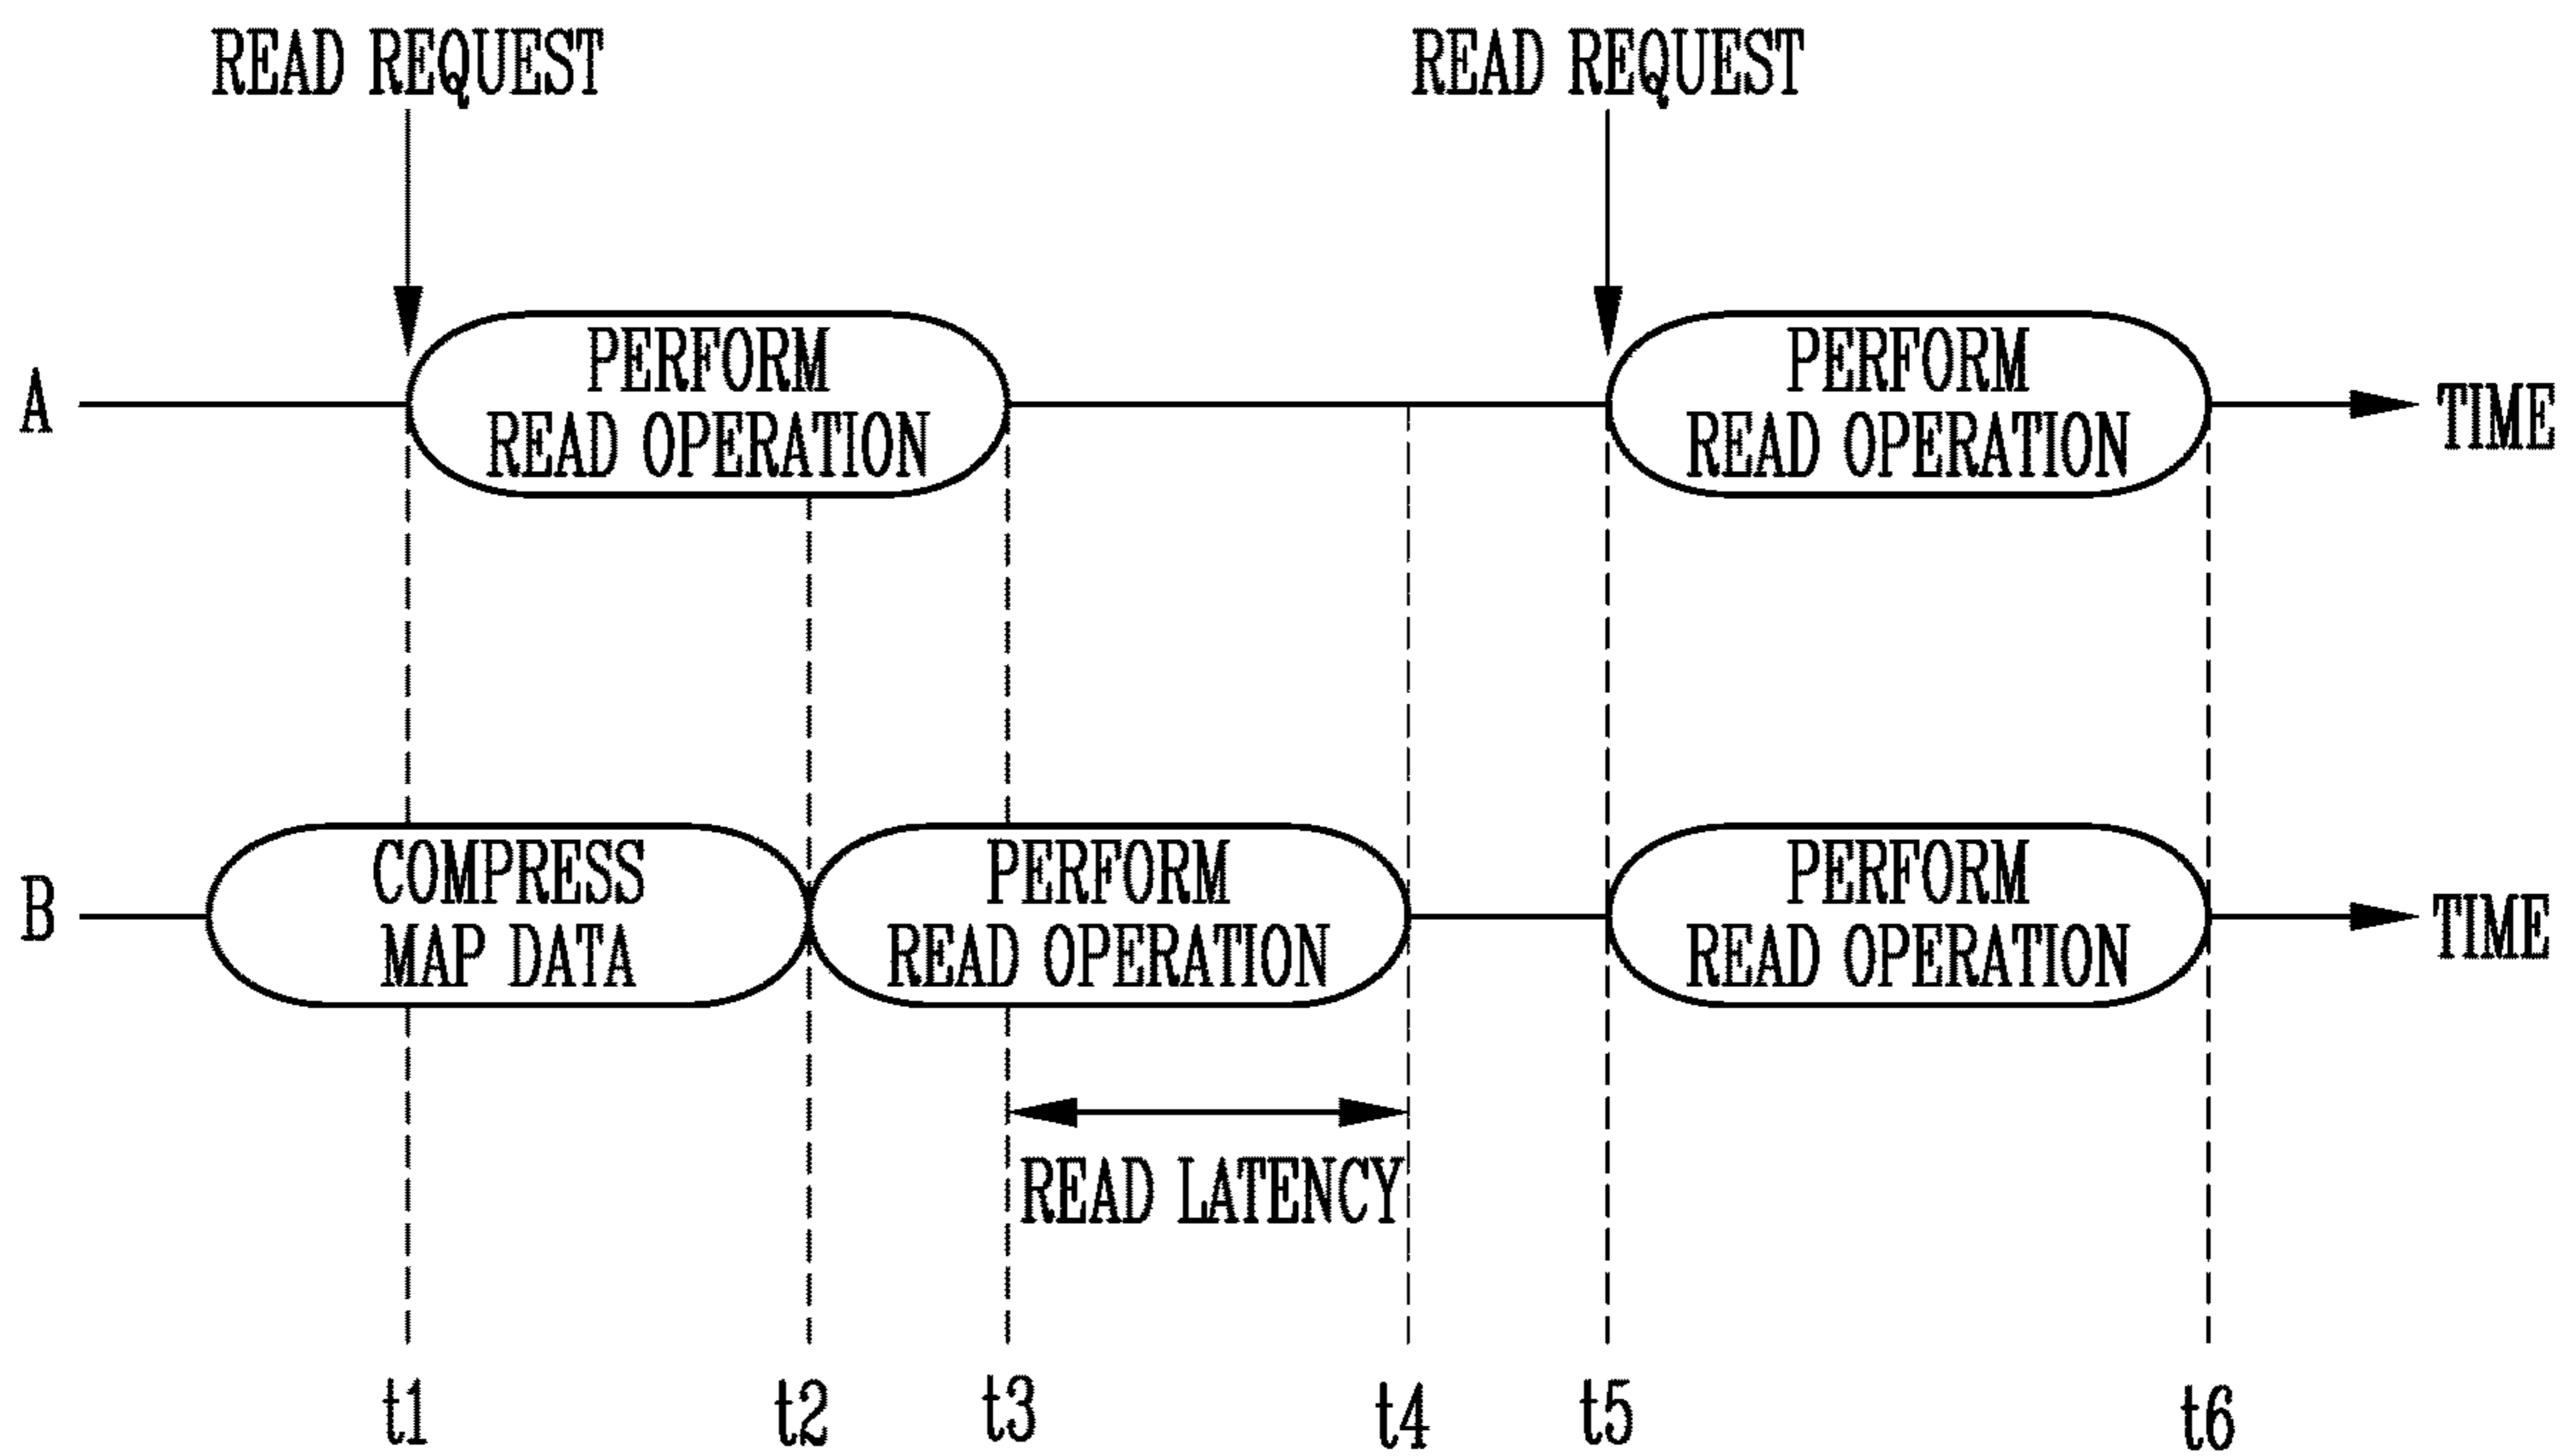 READ REQUEST
READ REQUEST
A
PERFORM
READ OPERATION
PERFORM
READ OPERATION
TIME
B
COMPRESS
MAP DATA
PERFORM
READ OPERATION
PERFORM
READ OPERATION
TIME
READ LATENCY
t1
t2
t3
t4
t5
t6